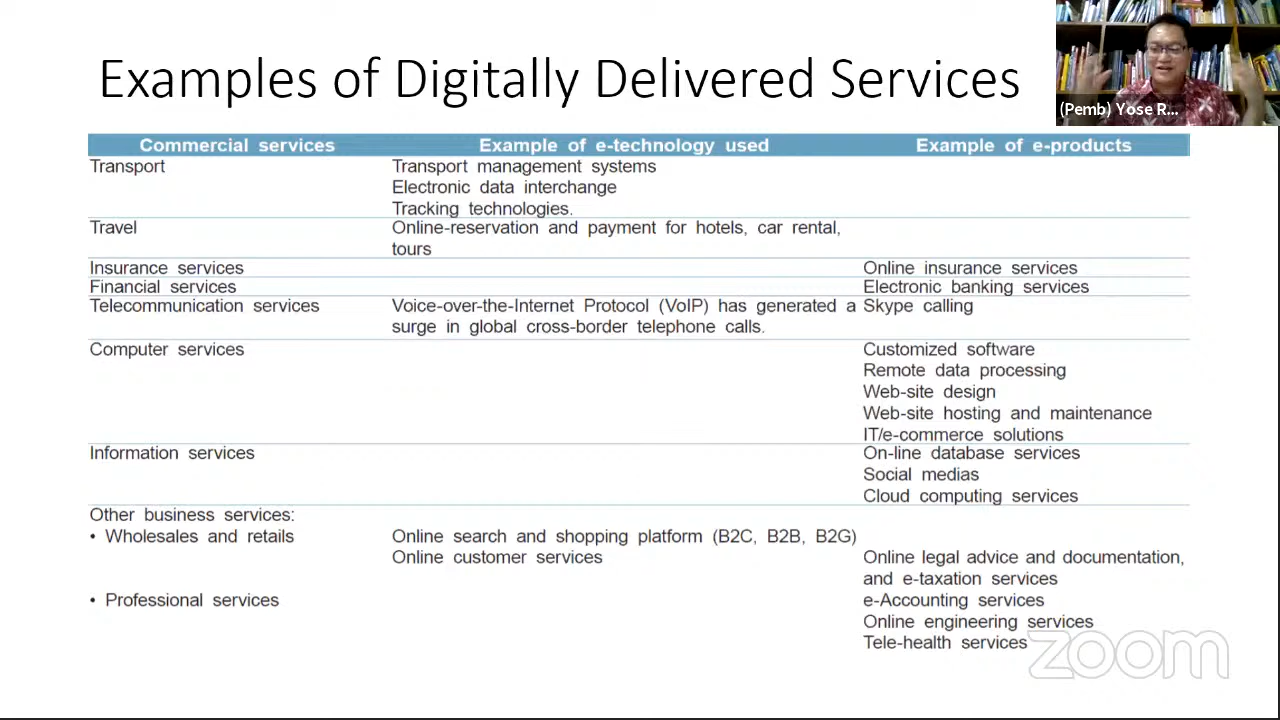 Examples of Digitally Delivered Services
(Pemb) Yose R...
Commercial services Example of e-technology used Example of e-products
Transport Transport management systems
Electronic data interchange
Tracking technologies.
Travel Online-reservation and payment for hotels, car rental,
tours
Insurance services Online insurance services
Financial services Electronic banking services
Telecommunication services Voice-over-the-Internet Protocol (VoIP) has generated a Skype calling
surge in global cross-border telephone calls.
Computer services Customized software
Remote data processing
Web-site design
Web-site hosting and maintenance
IT/e-commerce solutions
Information services On-line database services
Social medias
Cloud computing services
Other business services:
• Wholesales and retails Online search and shopping platform (B2C, B2B, B2G)
Online customer services Online legal advice and documentation,
and e-taxation services
• Professional services e-Accounting services
Online engineering services
Tele-health services
zoom